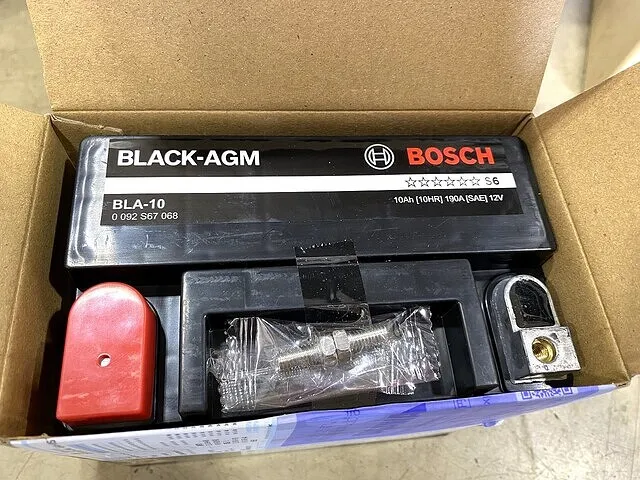 BLACK-AGM
BOSCH
☆☆☆☆☆☆ S6
BLA-10
0 092 S67 068
10Ah [10HR] 190A [SAE] 12V